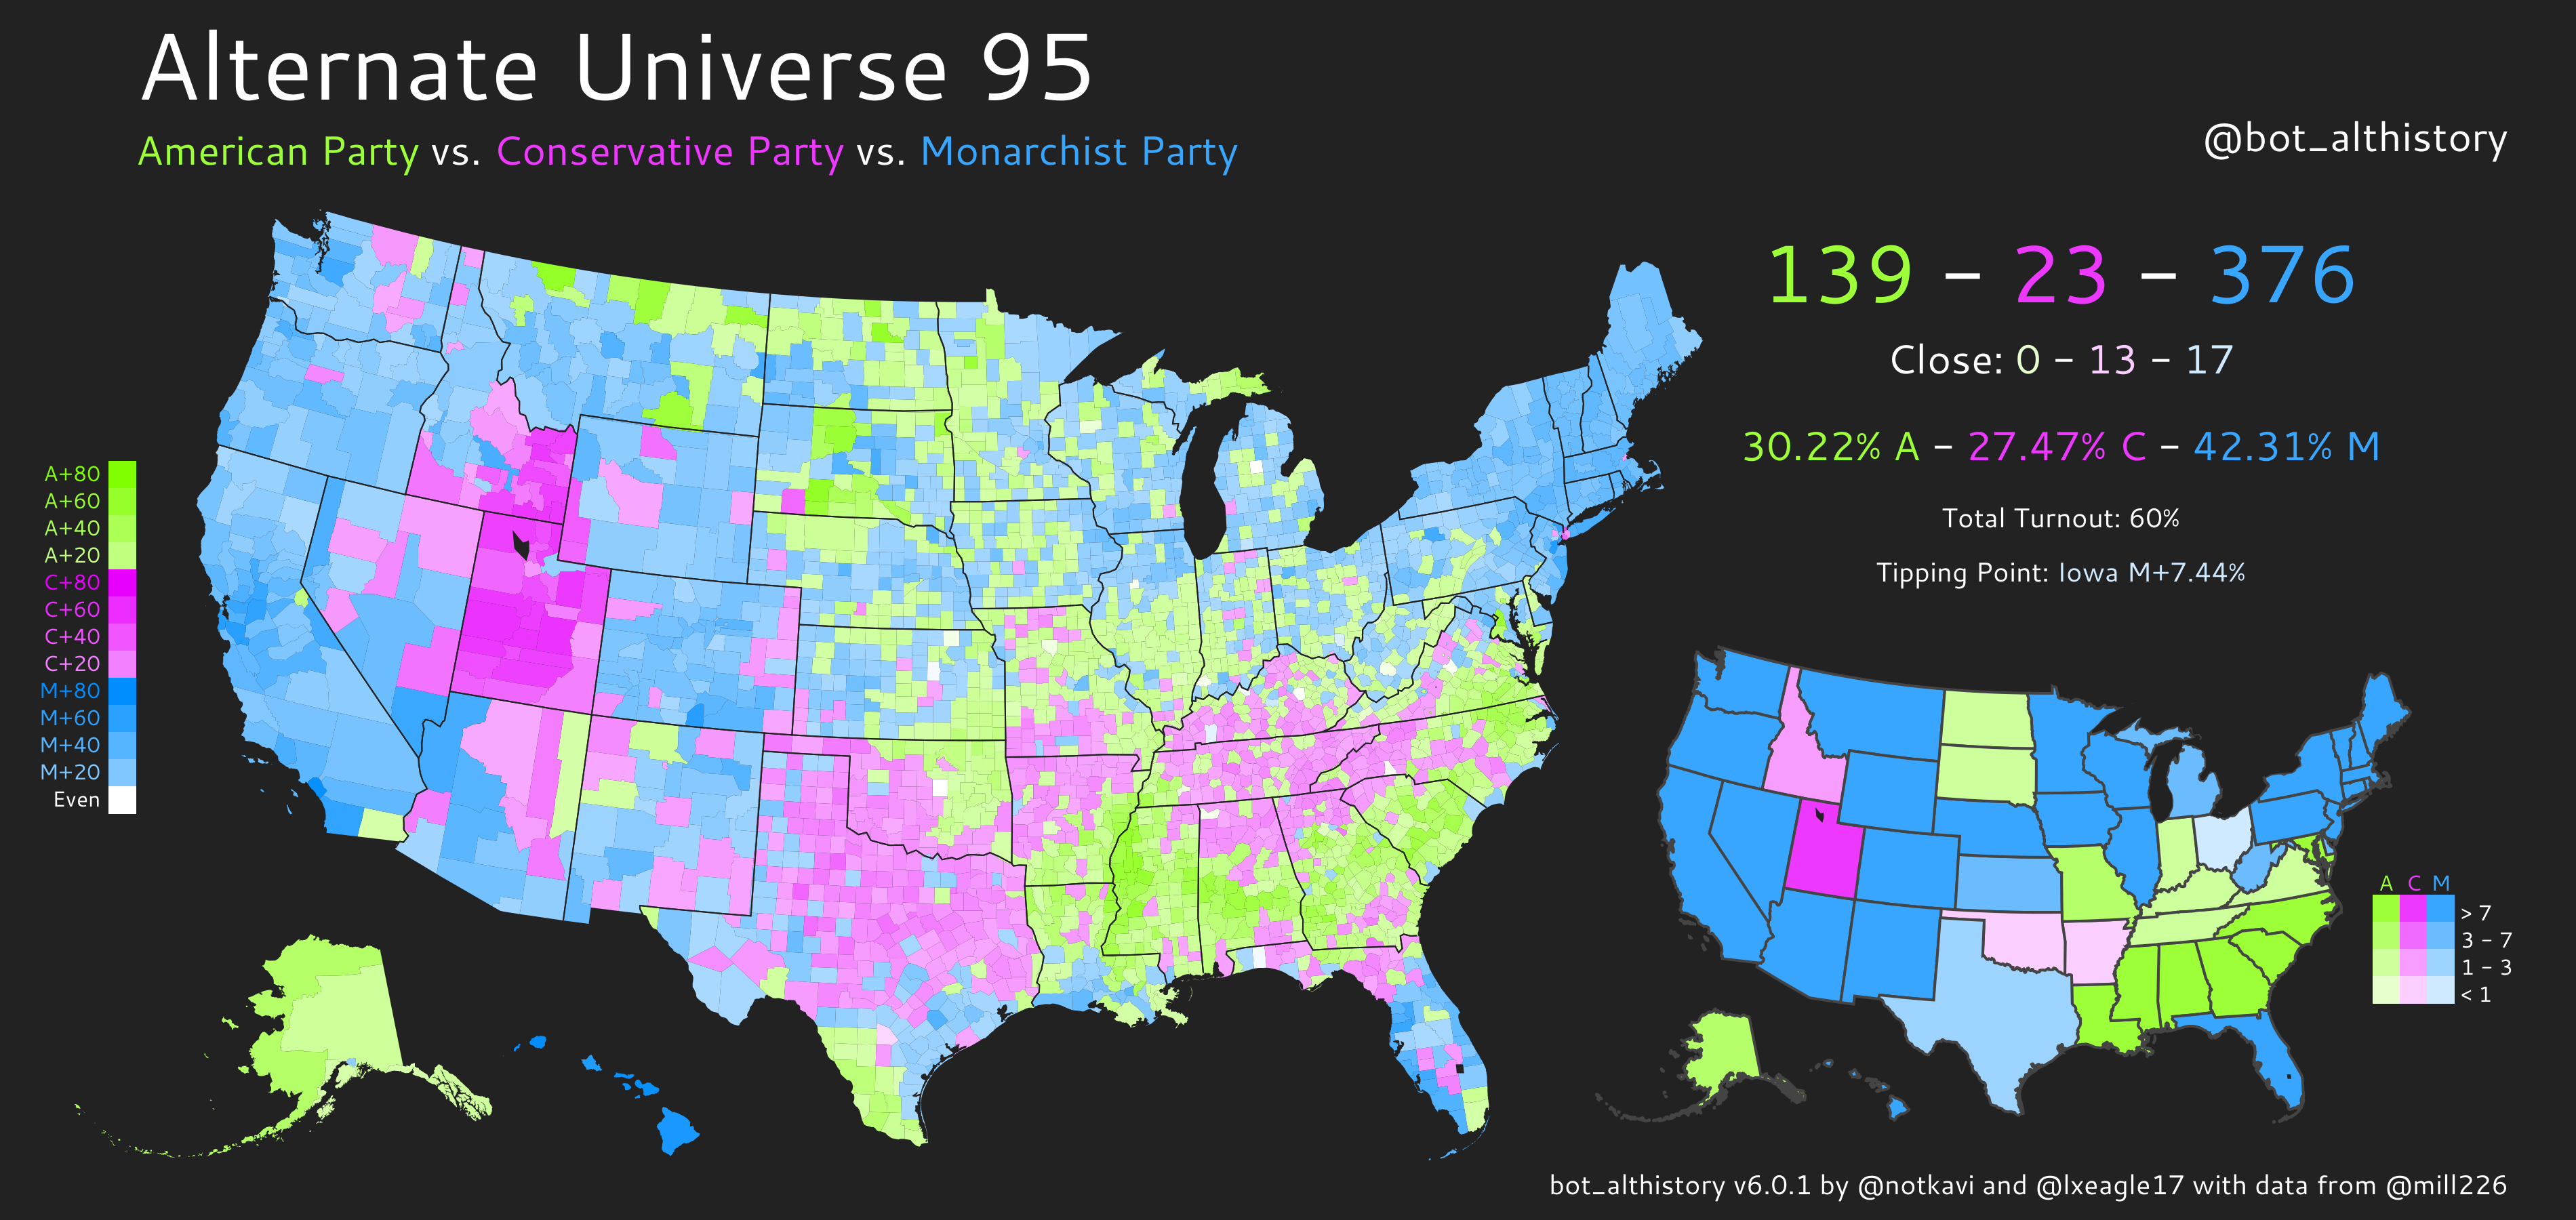 Alternate Universe 95
American Party vs. Conservative Party vs. Monarchist Party
@bot_althistory
139 - 23 - 376
Close: 0 - 13 - 17
30.22% A - 27.47% C - 42.31% M
Total Turnout: 60%
Tipping Point: Iowa M+7.44%
A+80
A+60
A+40
A+20
C+80
C+60
C+40
C+20
M+80
M+60
M+40
M+20
Even
A C M
> 7
3 - 7
1 - 3
< 1
bot_althistory v6.0.1 by @notkavi and @lxeagle17 with data from @mill226